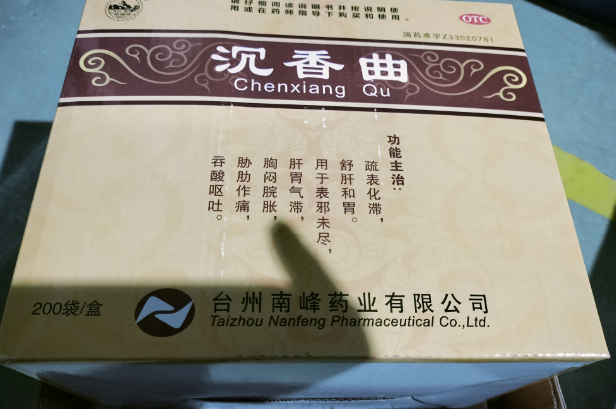 请仔细阅读说明书并按说明使
用或在药师指导下购买和使用。
OTC
国药准字Z33020781
沉香曲
Chenxiang Qu
功能主治:
疏表化滞,
舒肝和胃。
用于表邪未尽,
肝胃气滞,
胸闷脘胀,
胁肋作痛,
吞酸呕吐。
200袋/盒
台州南峰药业有限公司
Taizhou Nanfeng Pharmaceutical Co.,Ltd.